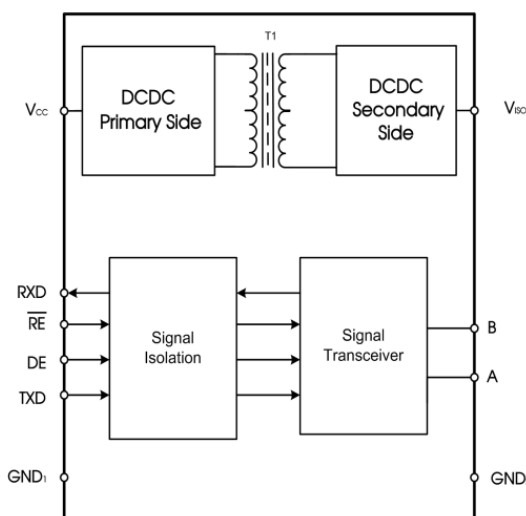 T1
DCDC
Primary Side
DCDC
Secondary
Side
VCC
VISO
RXD
RE
DE
TXD
GND1
Signal
Isolation
Signal
Transceiver
B
A
GND